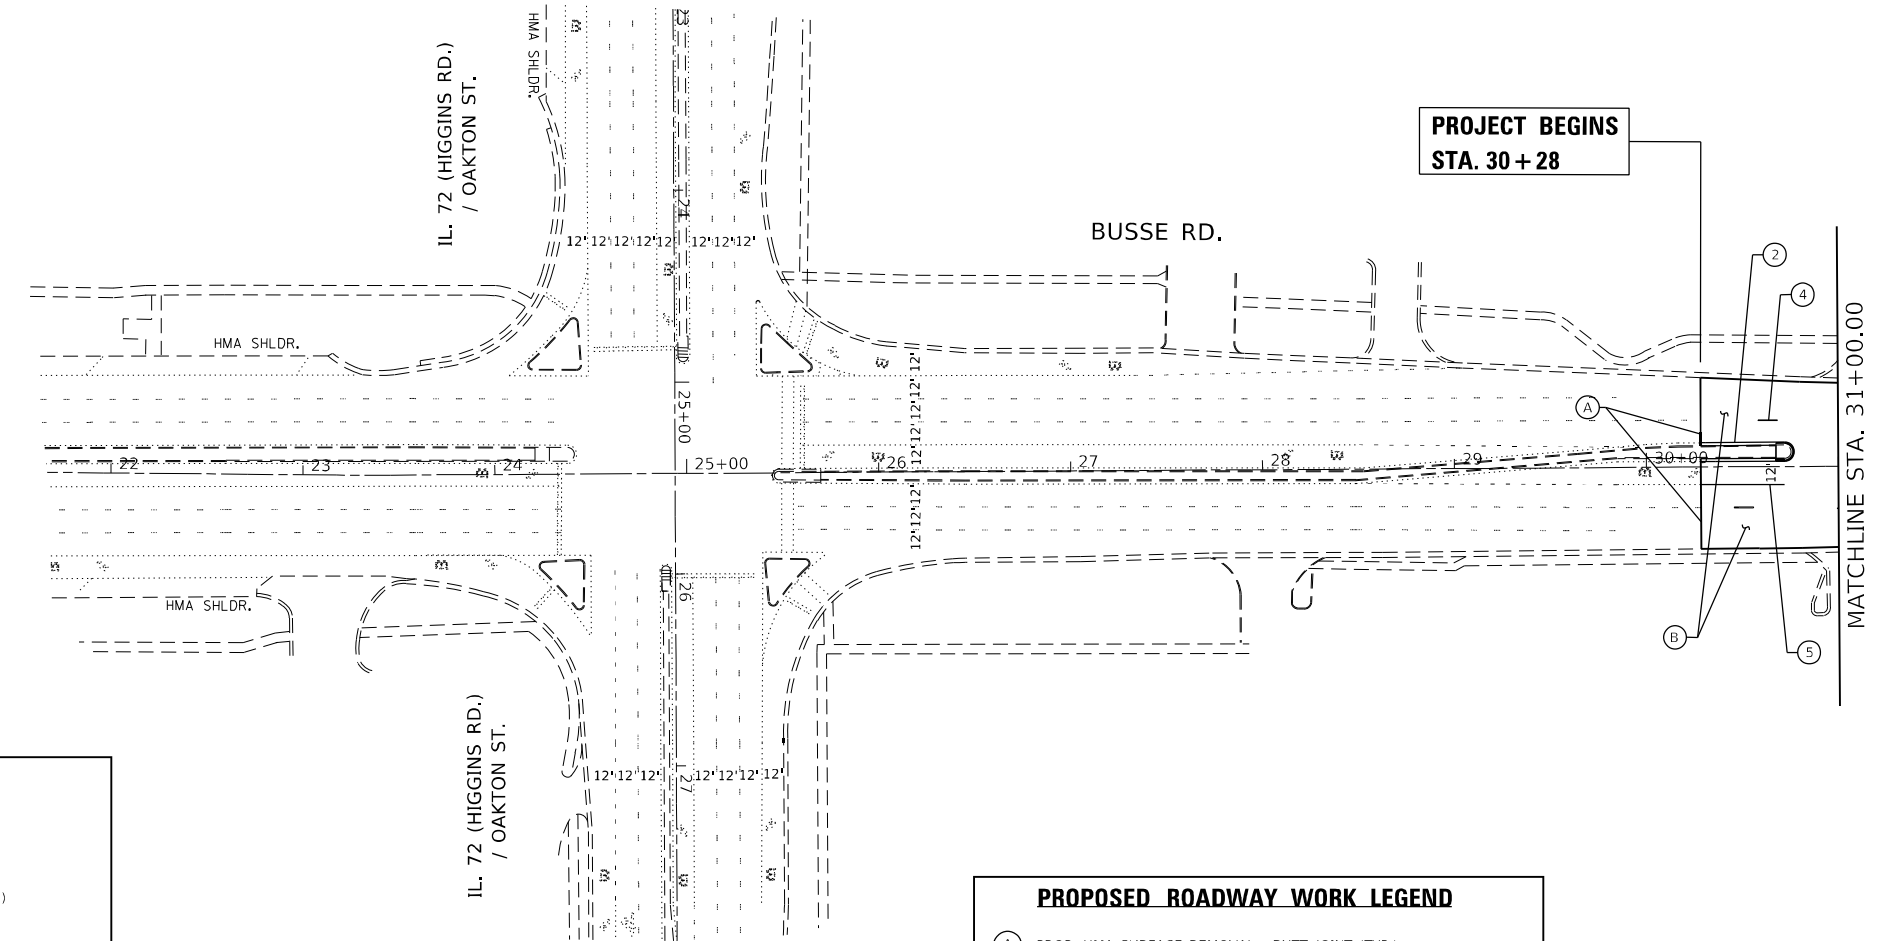 HMA SHLDR.
23
IL. 72 (HIGGINS RD.)
/ OAKTON ST.
PROJECT BEGINS
STA. 30+28
24
BUSSE RD.
12' 12' 12' 12' 12' 12' 12' 12'
2
4
HMA SHLDR.
MATCHLINE STA. 31+00.00
12' 12' 12' 12' 12'
25+00
A
22
23
24
25+00
26
27
28
29
30+00
12'
12' 12' 12'
26
HMA SHLDR.
B
5
IL. 72 (HIGGINS RD.)
/ OAKTON ST.
12' 12' 12' 12' 12' 12' 12'
27
)
PROPOSED ROADWAY WORK LEGEND